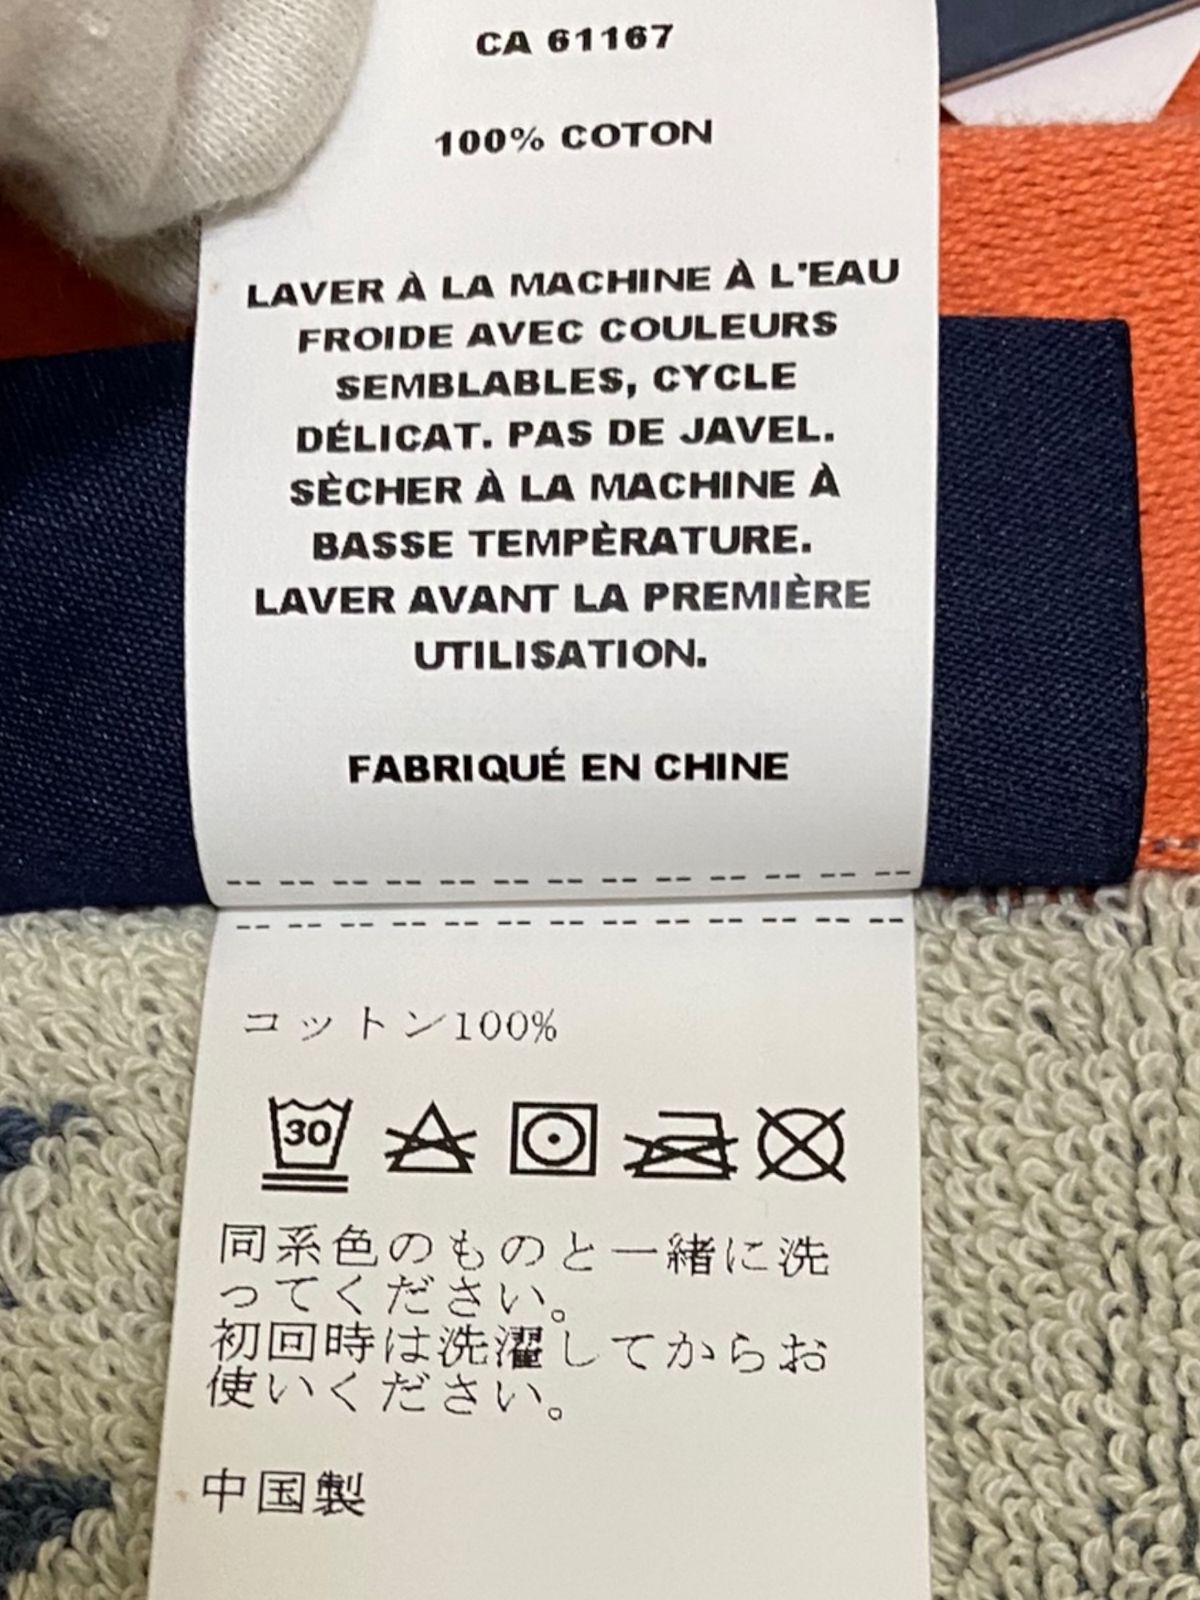 CA 61167
100% COTON
LAVER À LA MACHINE À L'EAU
FROIDE AVEC COULEURS
SEMBLABLES, CYCLE
DÉLICAT. PAS DE JAVEL.
SÈCHER À LA MACHINE À
BASSE TEMPÈRATURE.
LAVER AVANT LA PREMIÈRE
UTILISATION.
FABRIQUÉ EN CHINE
コットン100%
30
同系色のものと一緒に洗
ってください。
初回時は洗濯してからお
使いください。
中国製